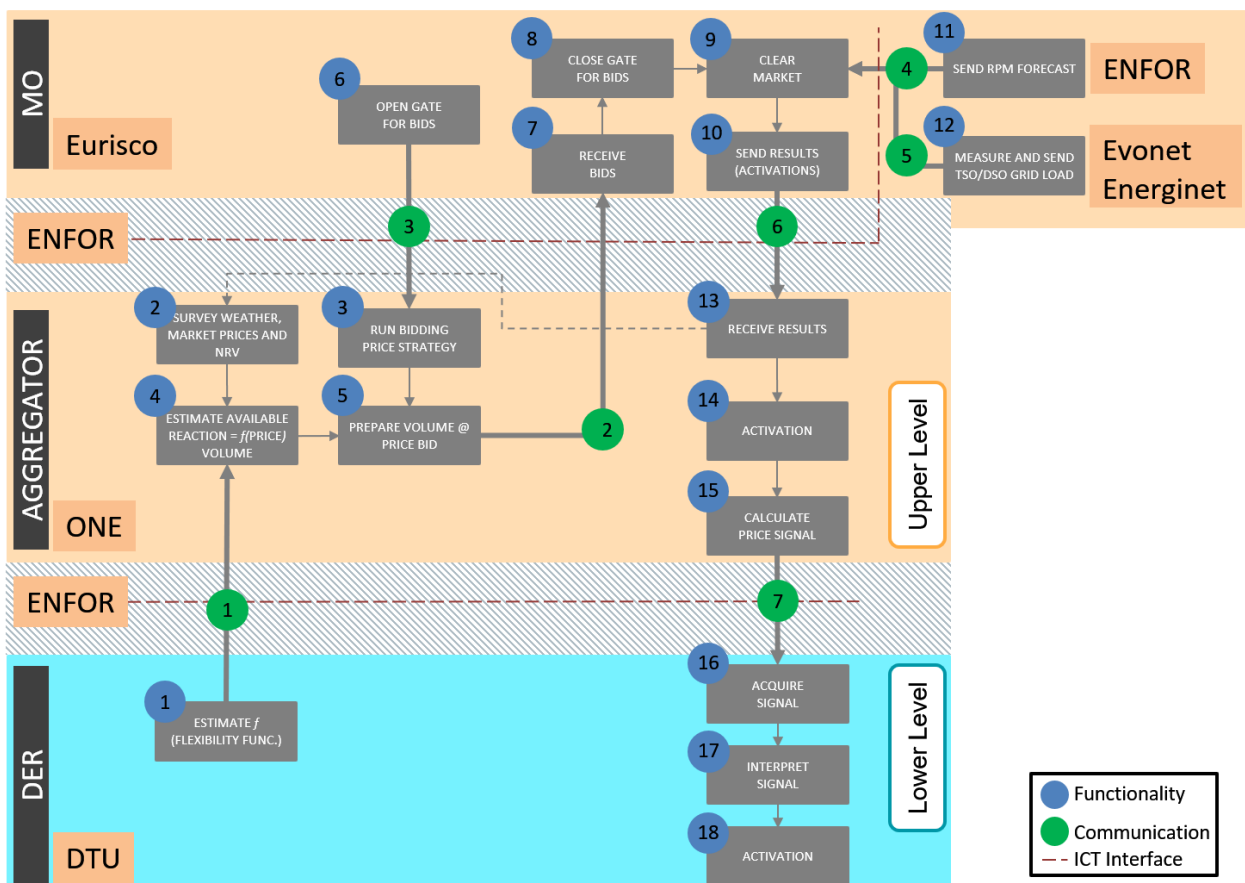 MO
Eurisco
6
OPEN GATE
FOR BIDS
8
CLOSE GATE
FOR BIDS
7
RECEIVE
BIDS
9
CLEAR
MARKET
10
SEND RESULTS
(ACTIVATIONS)
4
11
SEND RPM FORECAST
ENFOR
5
12
MEASURE AND SEND
TSO/DSO GRID LOAD
Evonet
Energinet
ENFOR
3
6
AGGREGATOR
ONE
2
SURVEY WEATHER,
MARKET PRICES AND
NRV
3
RUN BIDDING
PRICE STRATEGY
4
ESTIMATE AVAILABLE
REACTION = f(PRICE)
VOLUME
5
PREPARE VOLUME @
PRICE BID
2
13
RECEIVE RESULTS
14
ACTIVATION
15
CALCULATE
PRICE SIGNAL
Upper Level
ENFOR
1
7
DER
DTU
1
ESTIMATE f
(FLEXIBILITY FUNC.)
16
ACQUIRE
SIGNAL
17
INTERPRET
SIGNAL
18
ACTIVATION
Lower Level
Functionality
Communication
ICT Interface